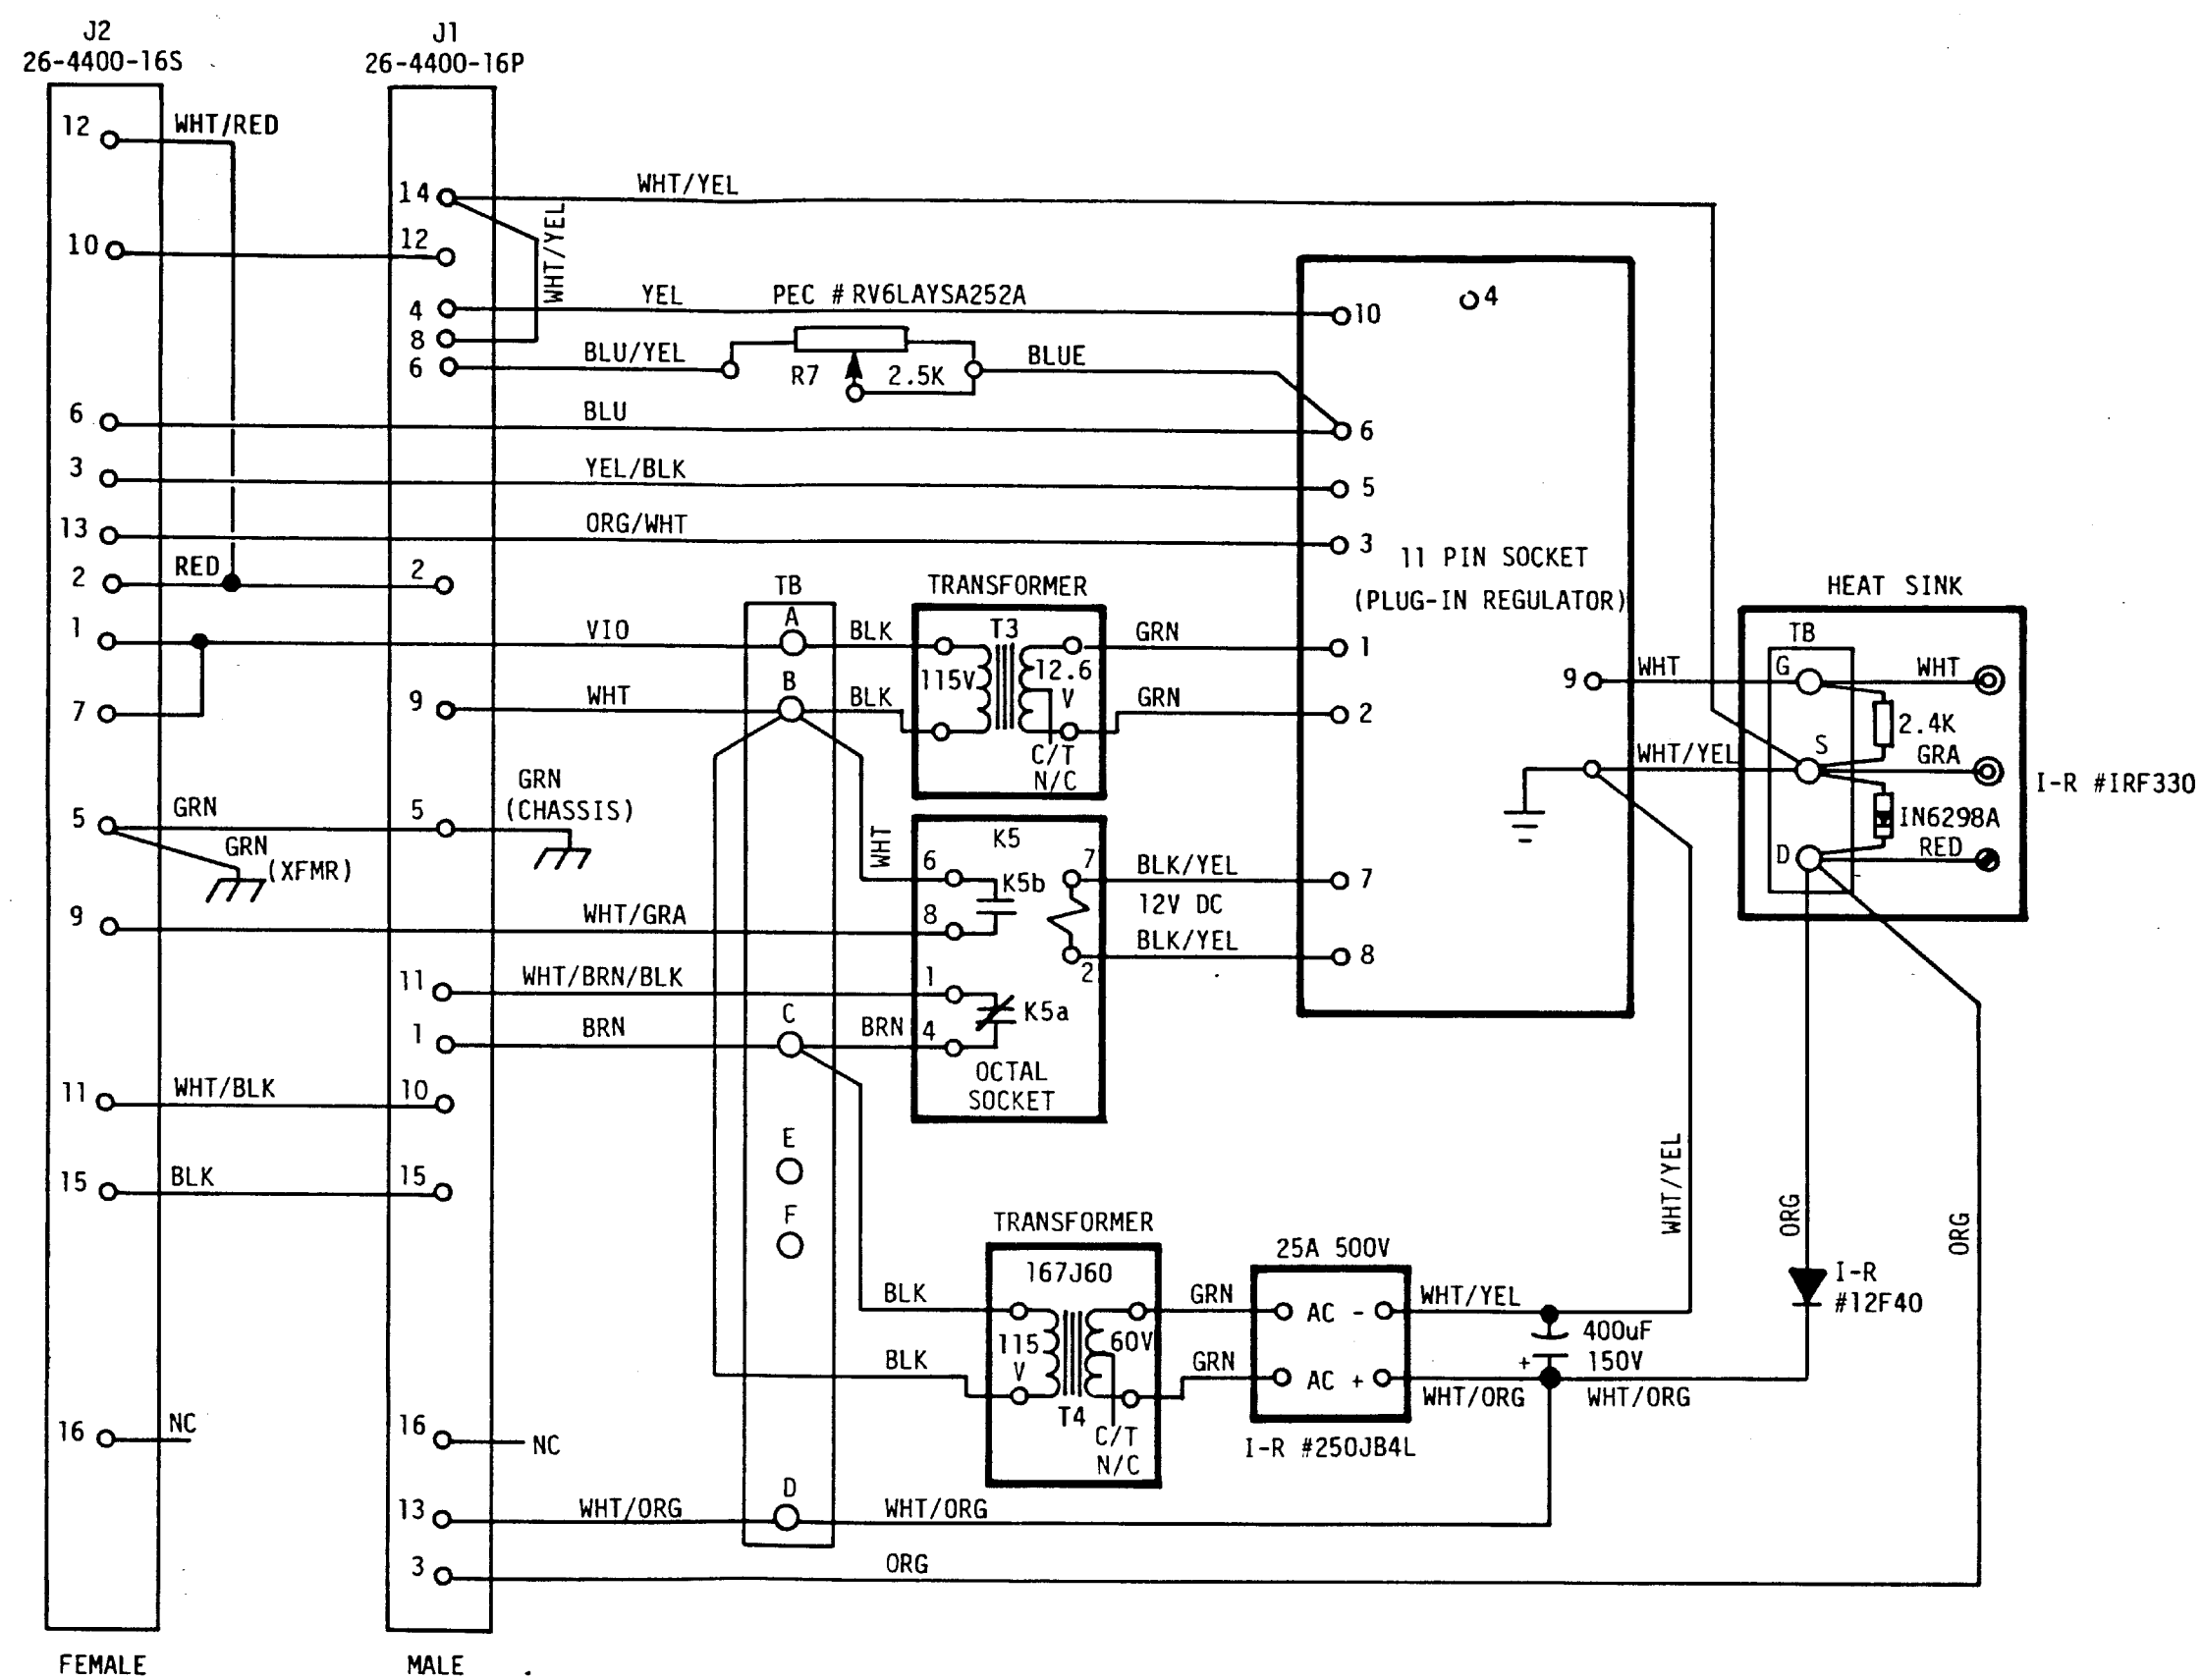 J2
26-4400-16S
J1
26-4400-16P
12
WHT/RED
14
WHT/YEL
WHT/YEL
10
12
4
YEL
PEC # RV6LAYSA252A
10
4
8
6
BLU/YEL
R7
2.5K
BLUE
6
BLU
6
3
YEL/BLK
5
13
ORG/WHT
3
2
RED
2
11 PIN SOCKET
(PLUG-IN REGULATOR)
TB
TRANSFORMER
HEAT SINK
1
VIO
A
BLK
T3
115V
12.6
V
GRN
1
7
9
WHT
B
BLK
C/T
N/C
GRN
2
9
WHT
TB
G
WHT
2.4K
S
WHT/YEL
GRA
I-R #IRF330
IN6298A
D
RED
5
GRN
GRN
(XFMR)
5
GRN
(CHASSIS)
WHT
K5
6
K5b
7
BLK/YEL
7
12V DC
9
WHT/GRA
8
2
BLK/YEL
8
11
WHT/BRN/BLK
1
K5a
1
BRN
C
BRN
4
OCTAL
SOCKET
11
WHT/BLK
10
E
15
BLK
15
F
WHT/YEL
ORG
ORG
TRANSFORMER
167J60
25A 500V
BLK
115
V
60V
GRN
AC -
WHT/YEL
I-R
#12F40
400uF
150V
+
BLK
T4
C/T
N/C
GRN
AC +
WHT/ORG
WHT/ORG
I-R #250JB4L
16
NC
16
NC
13
WHT/ORG
D
WHT/ORG
3
ORG
FEMALE
MALE